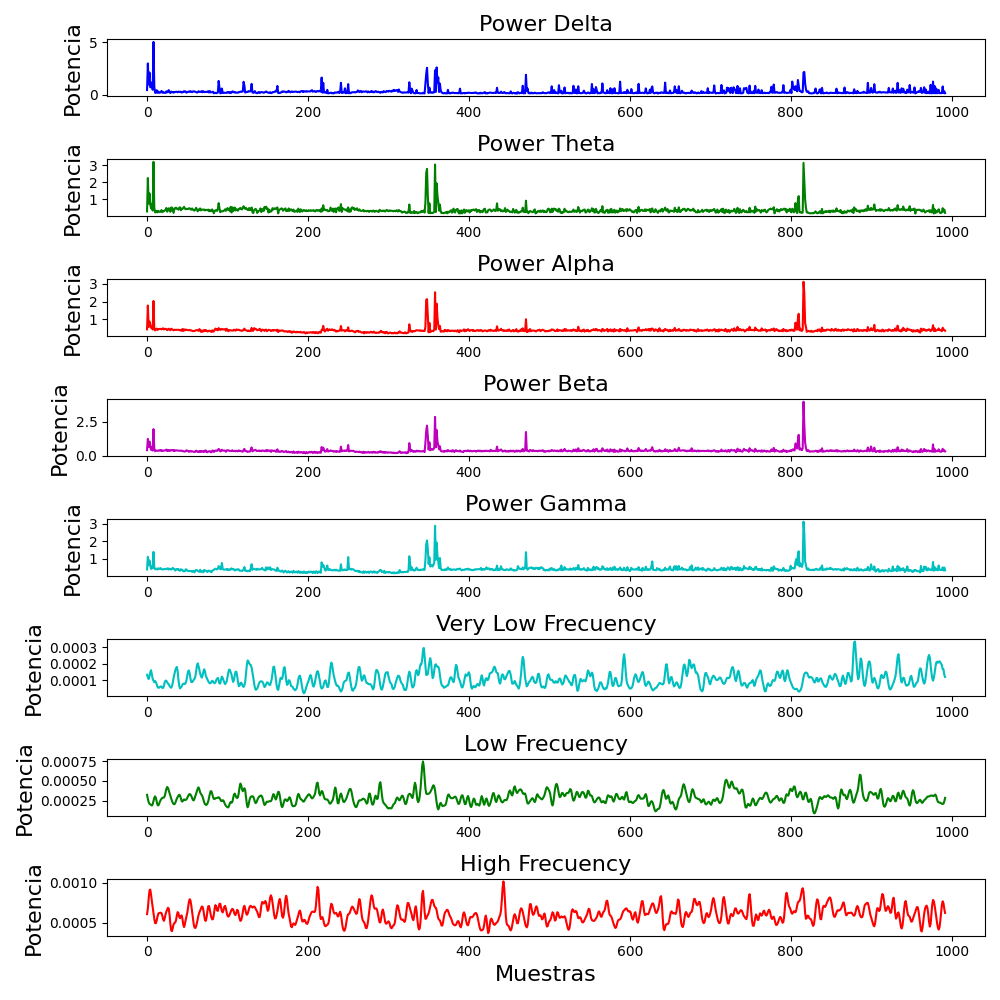 Power Delta
Potencia
5
0
0 200 400 600 800 1000
Power Theta
Potencia
3
2
1
0 200 400 600 800 1000
Power Alpha
Potencia
3
2
1
0 200 400 600 800 1000
Power Beta
Potencia
2.5
0.0
0 200 400 600 800 1000
Power Gamma
Potencia
3
2
1
0 200 400 600 800 1000
Very Low Frecuency
Potencia
0.0003
0.0002
0.0001
0 200 400 600 800 1000
Low Frecuency
Potencia
0.00075
0.00050
0.00025
0 200 400 600 800 1000
High Frecuency
Potencia
0.0010
0.0005
0 200 400 600 800 1000
Muestras